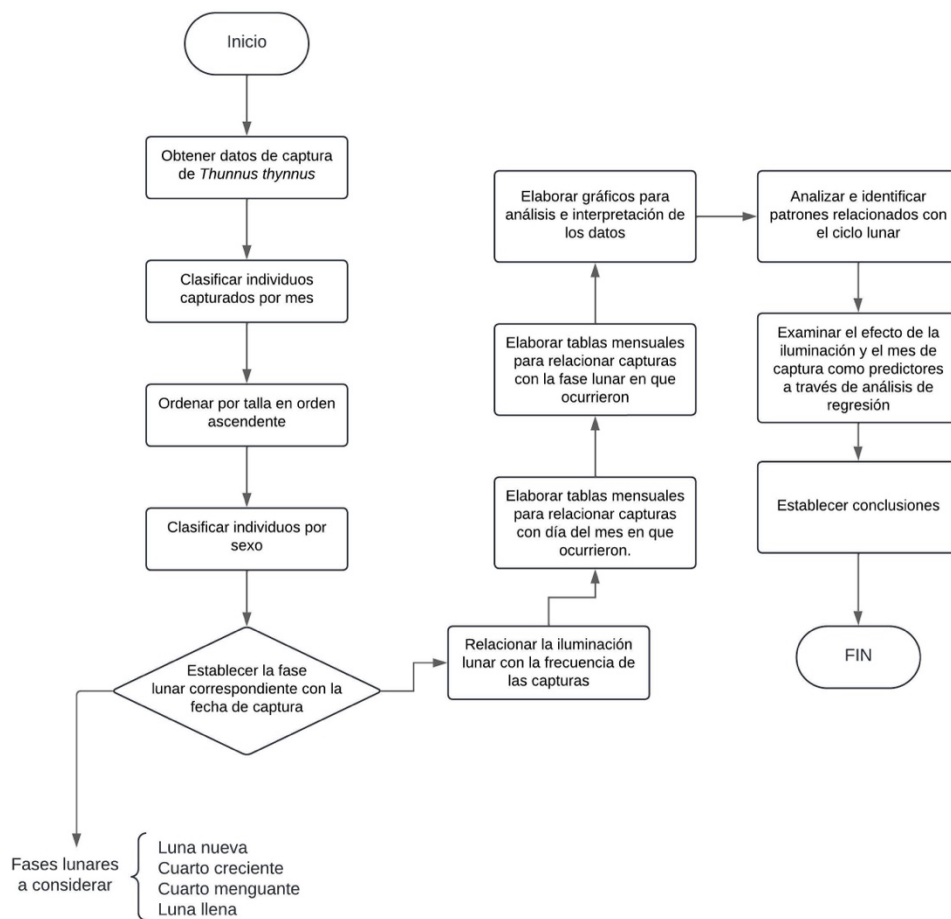 Inicio
Obtener datos de captura
de Thunnus thynnus
Clasificar individuos
capturados por mes
Ordenar por talla en orden
ascendente
Clasificar individuos por
sexo
Establecer la fase
lunar correspondiente con la
fecha de captura
Fases lunares
a considerar
Luna nueva
Cuarto creciente
Cuarto menguante
Luna llena
Relacionar la iluminación
lunar con la frecuencia de
las capturas
Elaborar tablas mensuales
para relacionar capturas
con día del mes en que
ocurrieron.
Elaborar tablas mensuales
para relacionar capturas
con la fase lunar en que
ocurrieron
Elaborar gráficos para
análisis e interpretación de
los datos
Analizar e identificar
patrones relacionados con
el ciclo lunar
Examinar el efecto de la
iluminación y el mes de
captura como predictores
a través de análisis de
regresión
Establecer conclusiones
FIN